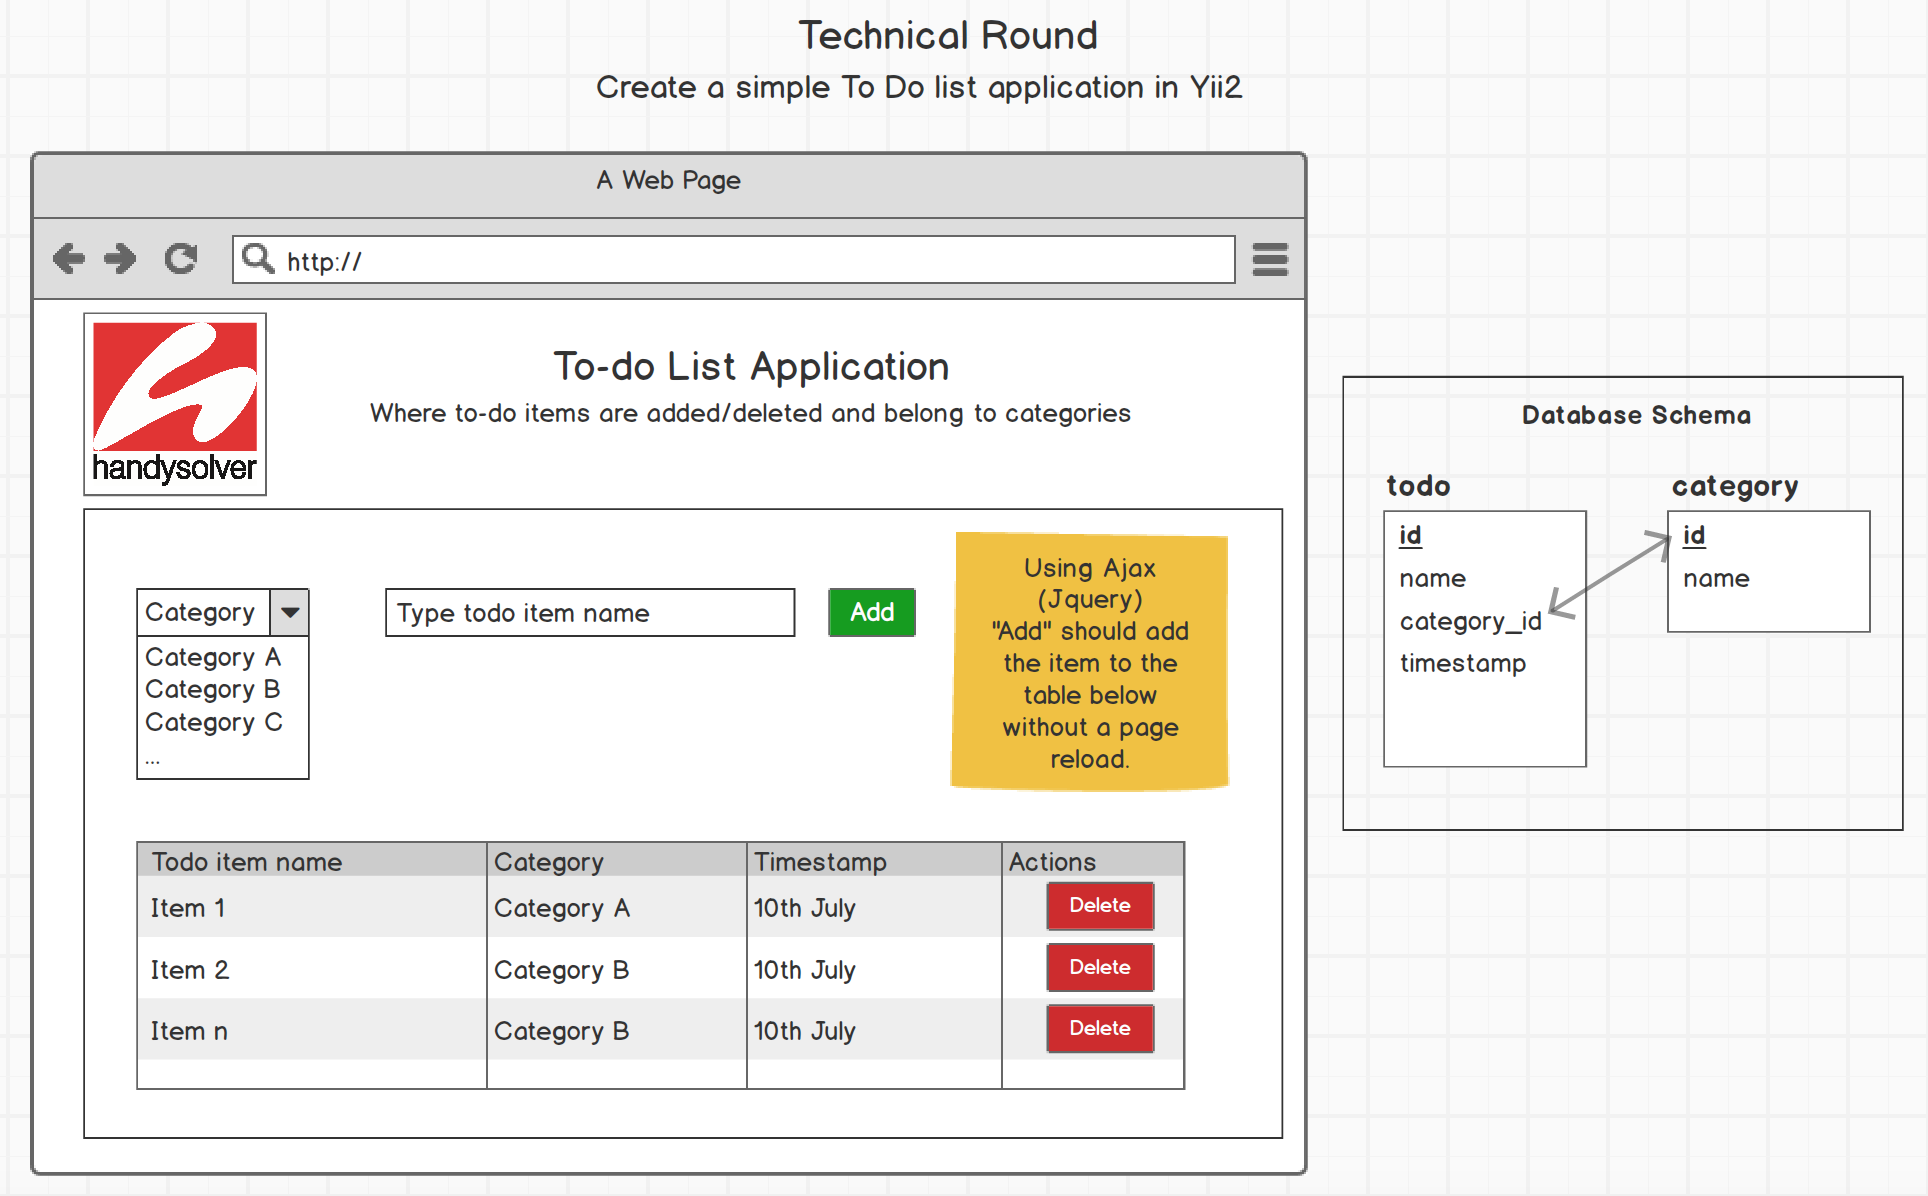 Technical Round
Create a simple To Do list application in Yii2
A Web Page
http://
handysolver
To-do List Application
Where to-do items are added/deleted and belong to categories
Category
Category A
Category B
Category C
...
Type todo item name
Add
Using Ajax
(Jquery)
"Add" should add
the item to the
table below
without a page
reload.
Todo item name Category Timestamp Actions
Item 1 Category A 10th July Delete
Item 2 Category B 10th July Delete
Item n Category B 10th July Delete
Database Schema
todo
id
name
category_id
timestamp
category
id
name